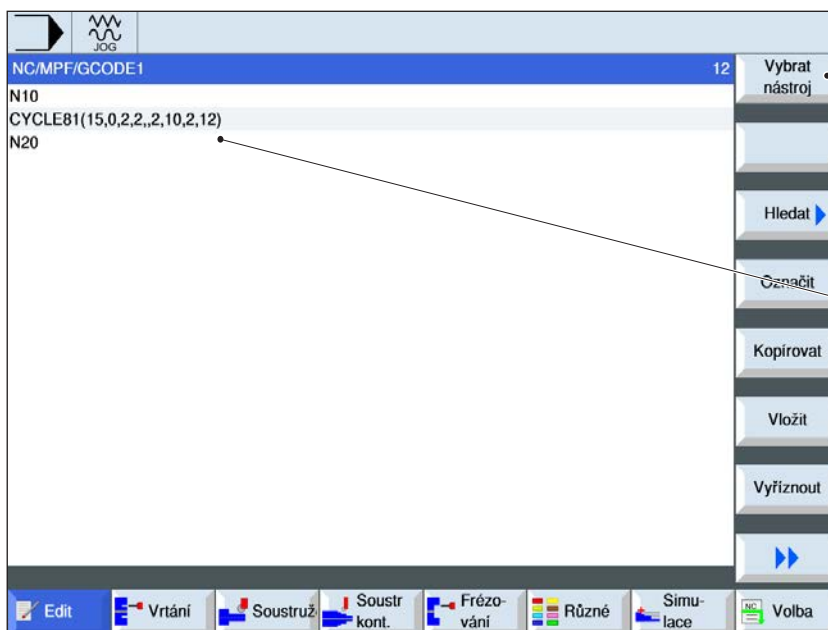 JOG
NC/MPF/GCODE1 12
N10
CYCLE81(15,0,2,2,,2,10,2,12)
N20
Vybrat
nástroj
Hledat
Označit
Kopírovat
Vložit
Vyříznout
Edit
Vrtání
Soustruž
Soustr
kont.
Frézo-
vání
Různé
Simu-
lace
NC
Volba